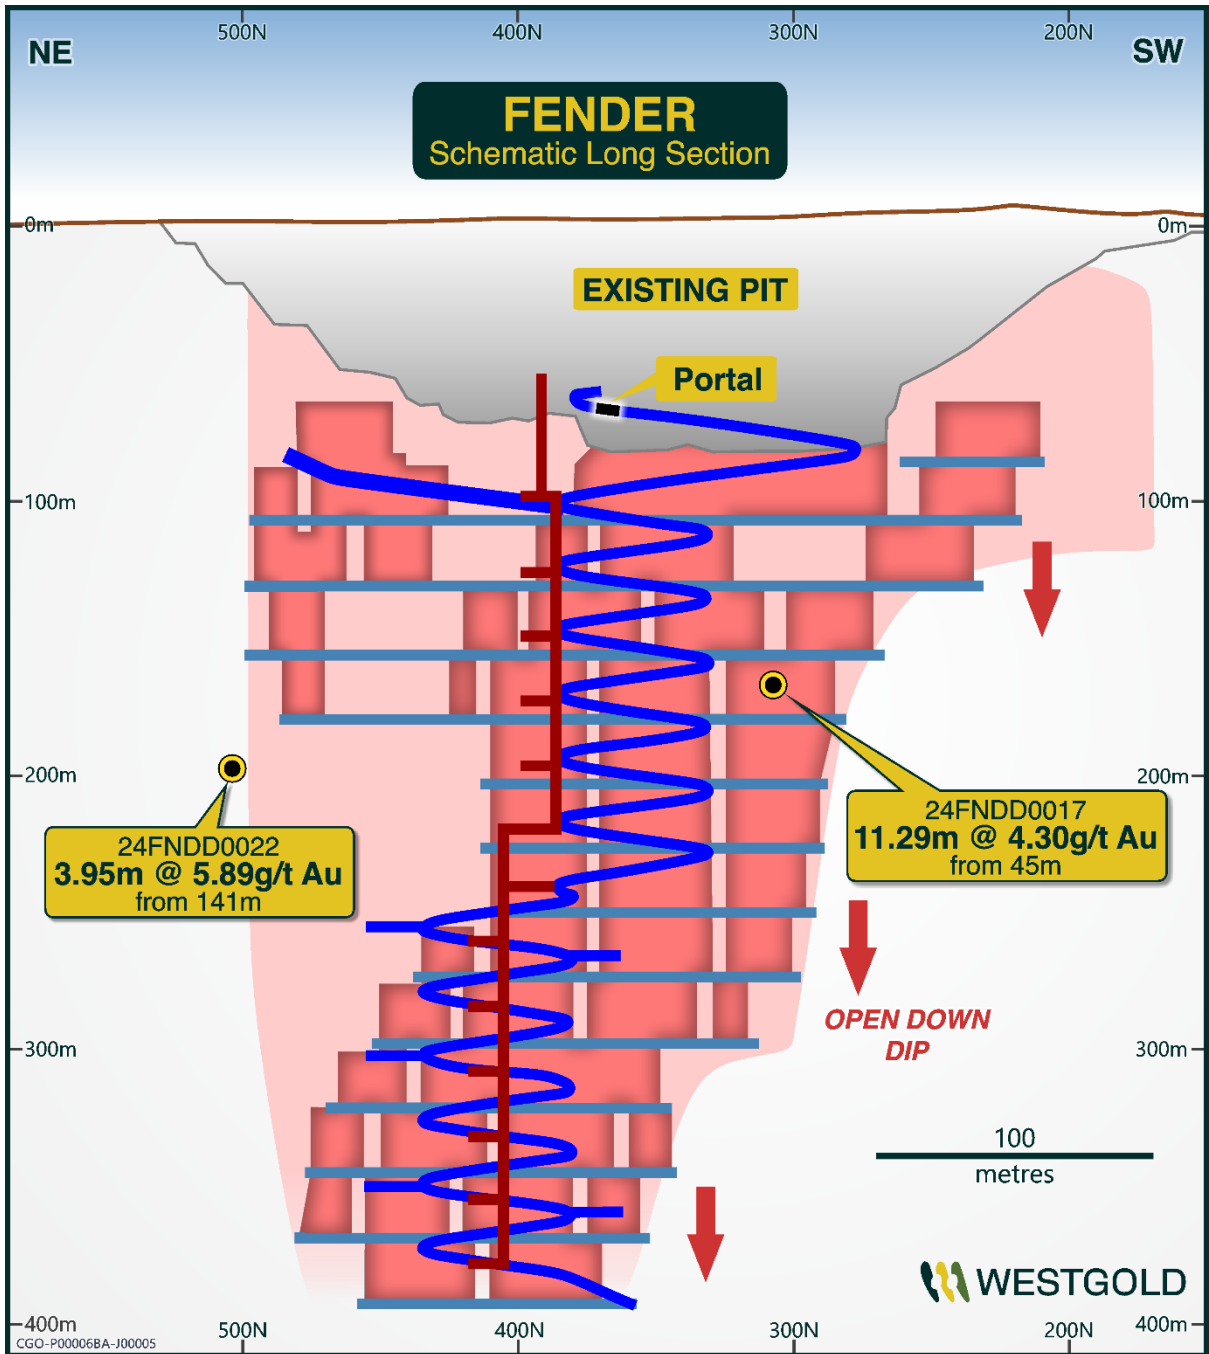 500N
400N
300N
200N
NE
SW
FENDER
Schematic Long Section
0m
0m
EXISTING PIT
Portal
100m
100m
200m
200m
24FNDD0022
3.95m @ 5.89g/t Au
from 141m
24FNDD0017
11.29m @ 4.30g/t Au
from 45m
OPEN DOWN
DIP
300m
300m
100
metres
WESTGOLD
400m
400m
CGO-P00006BA-J00005
500N
400N
300N
200N